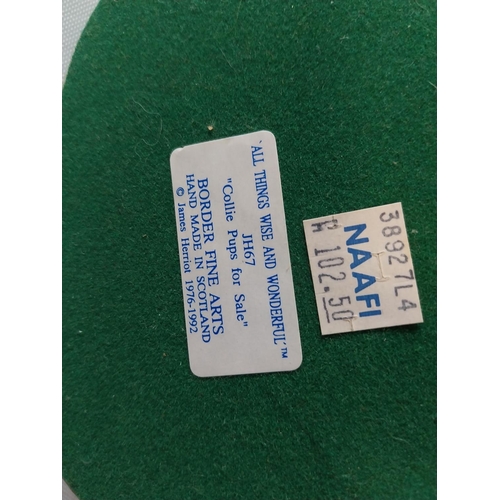 `ALL THINGS WISE AND WONDERFUL´™
JH67
"Collie Pups for Sale"
BORDER FINE ARTS
HAND MADE IN SCOTLAND
© James Herriot 1976-1992
38927L4
NAAFI
102.50